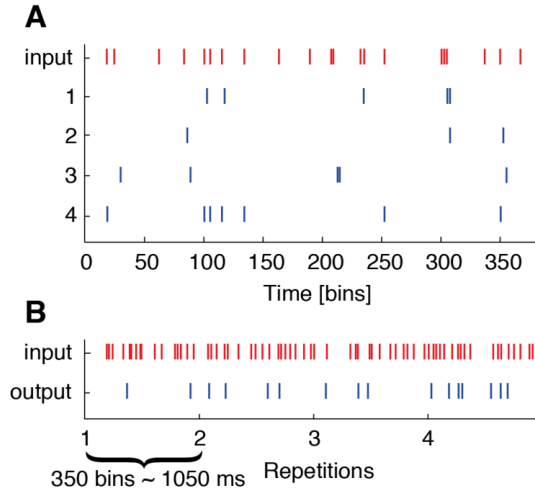 A
input
1
2
3
4
0 50 100 150 200 250 300 350
Time [bins]
B
input
output
1 2 3 4
350 bins ~ 1050 ms
Repetitions